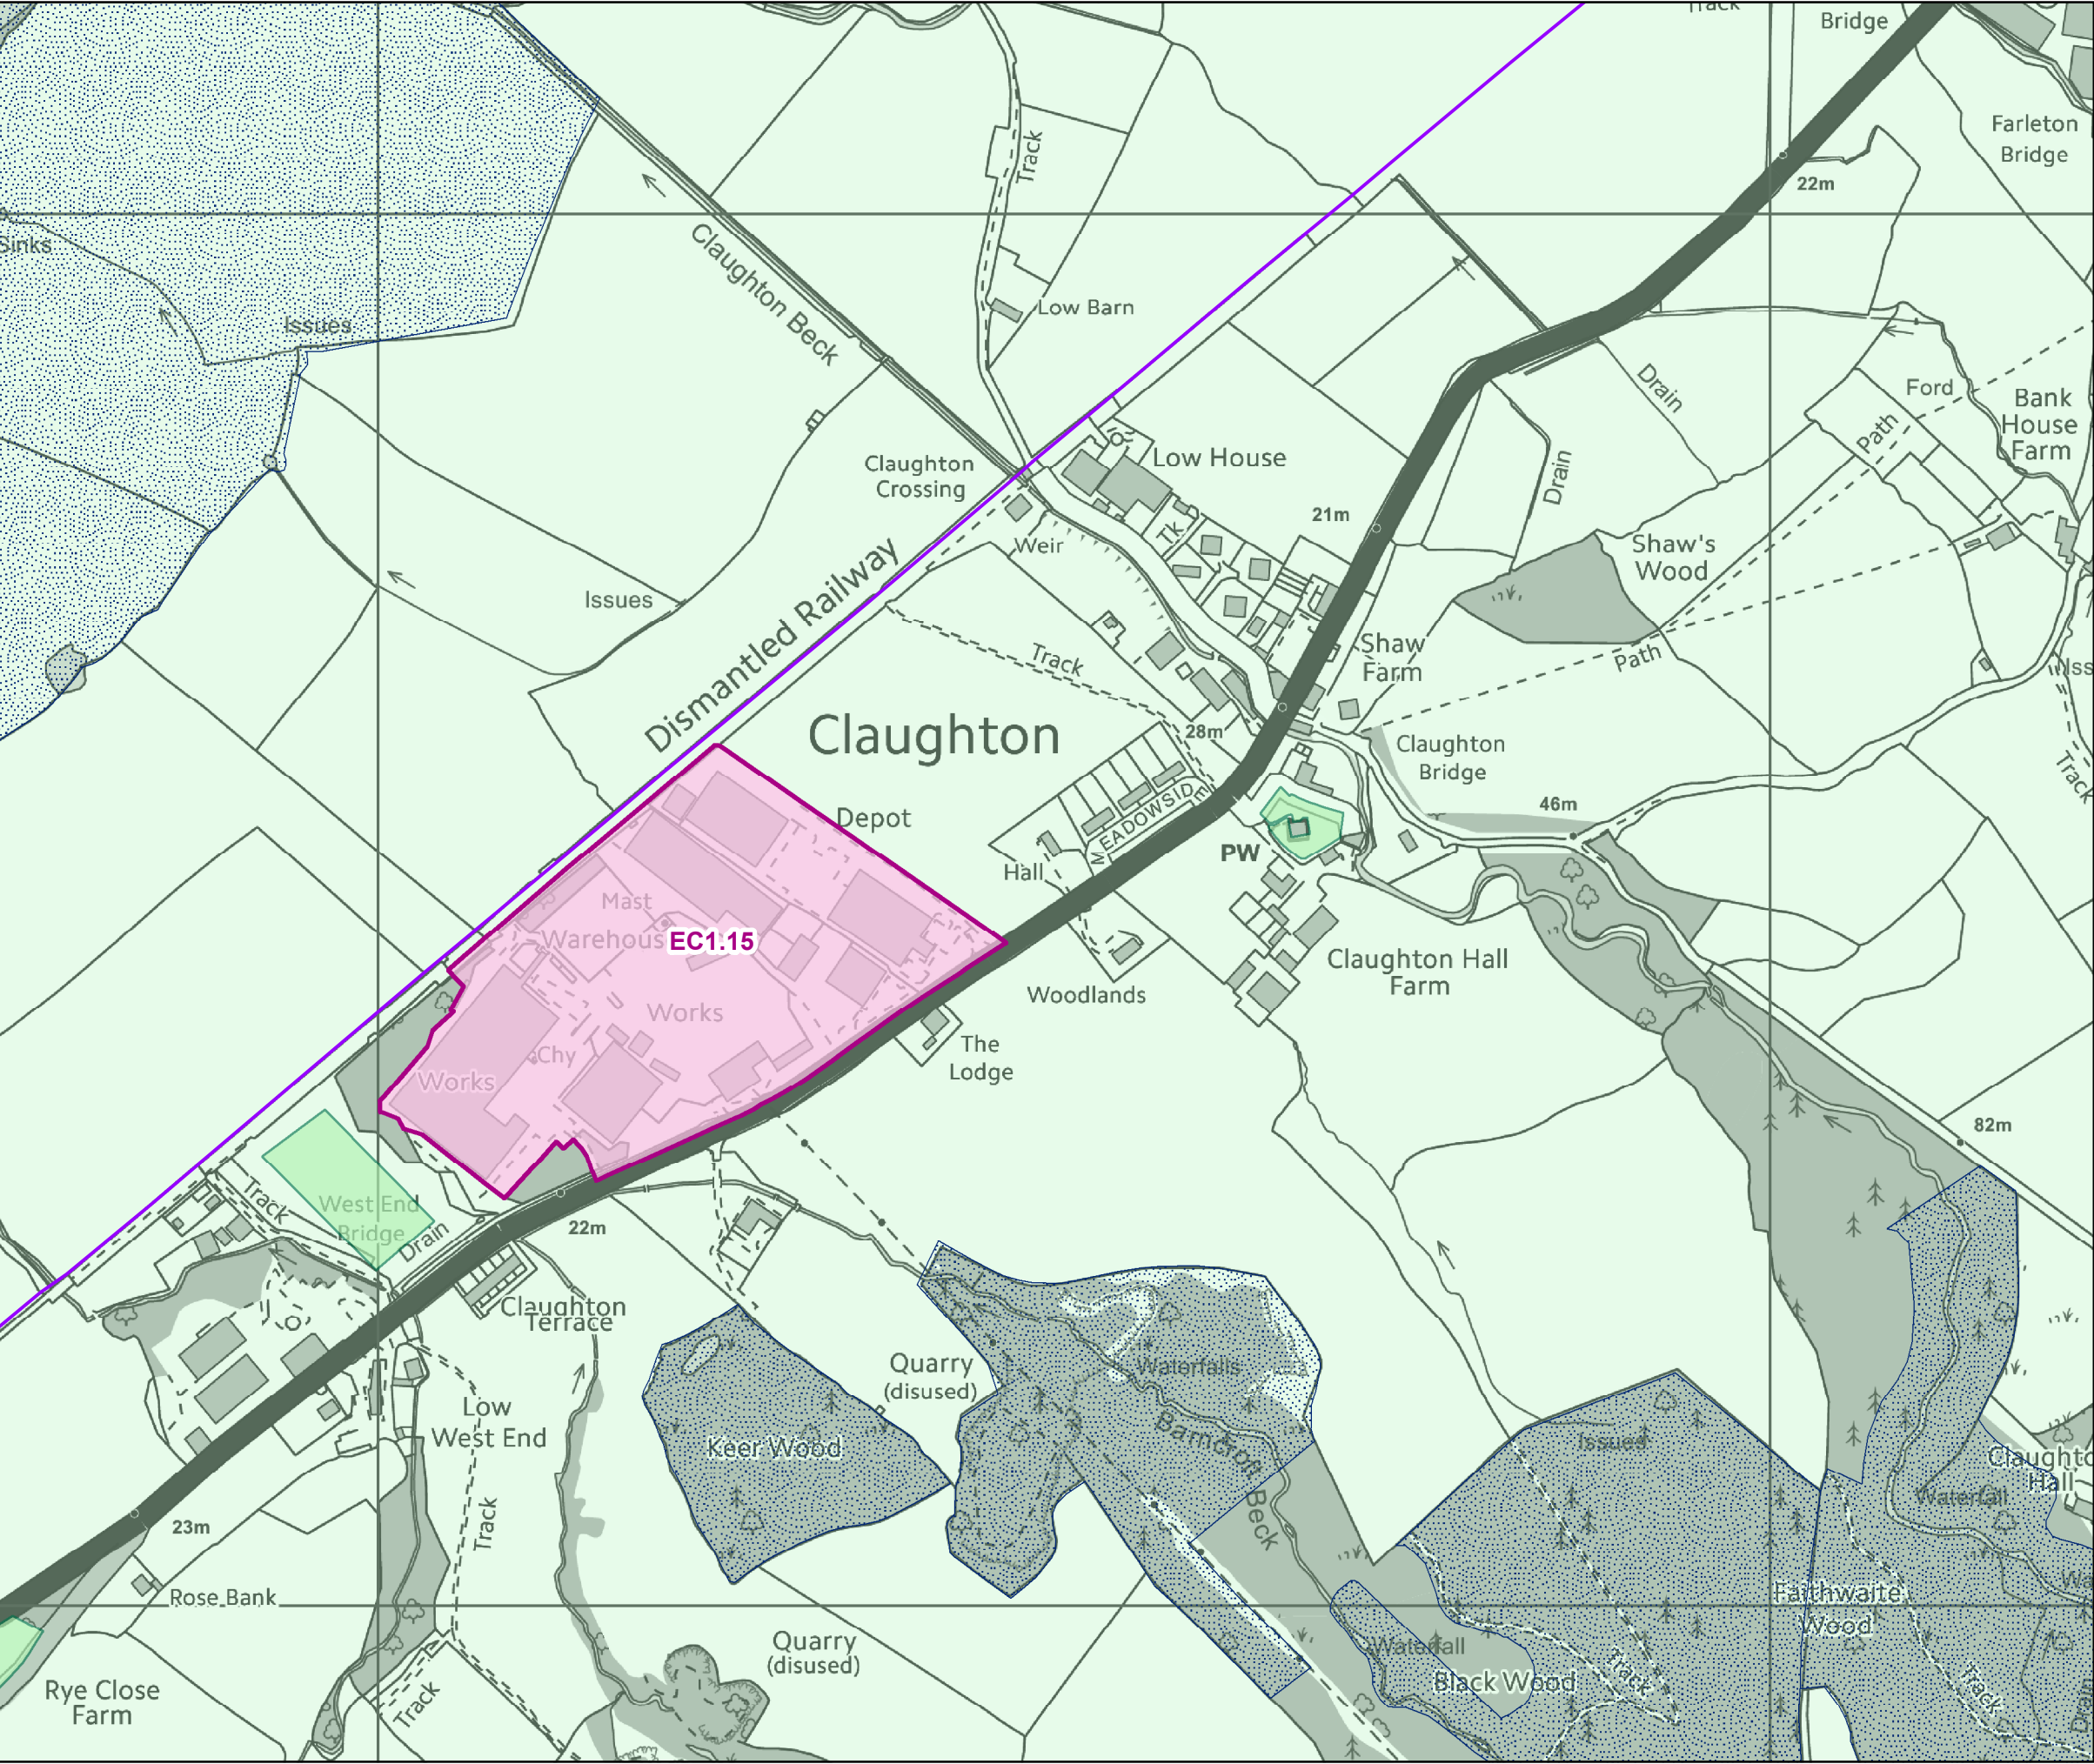 Track
Bridge
Farleton
Bridge
22m
Sinks
Claughton Beck
Track
Issues
Low Barn
Drain
Ford
Bank
House
Farm
Path
Low House
Claughton
Crossing
Drain
21m
Tk
Weir
Shaw's
Wood
Issues
Dismantled Railway
Track
Shaw
Farm
Path
Claughton
28m
Claughton
Bridge
Track
46m
Depot
MEADOWSIDE
PW
Hall
Mast
Warehous
EC1.15
Claughton Hall
Farm
Woodlands
Works
The
Lodge
Chy
Works
82m
Track
West End
Bridge
Drain
22m
Claughton
Terrace
Quarry
(disused)
Waterfalls
Low
West End
Keer Wood
Barncroft Beck
Issues
Claughto
Hall
Waterfall
Track
23m
Rose Bank
Faithwaite
Wood
Quarry
(disused)
Waterfall
Black Wood
Track
Track
Rye Close
Farm
Track
Drain